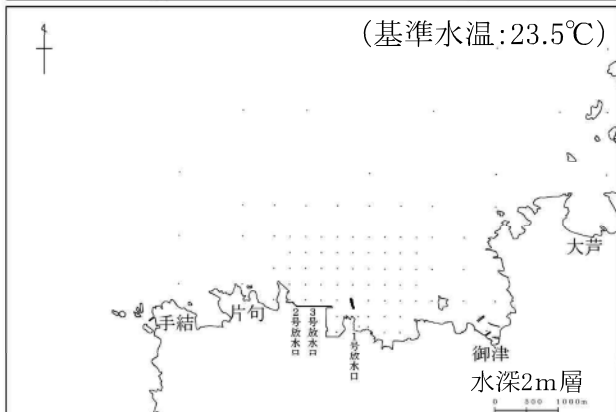 (基準水温:23.5℃)
大芦
手結
片句
2号放水口
3号放水口
1号放水口
御津
水深2m層
0 500 1000m